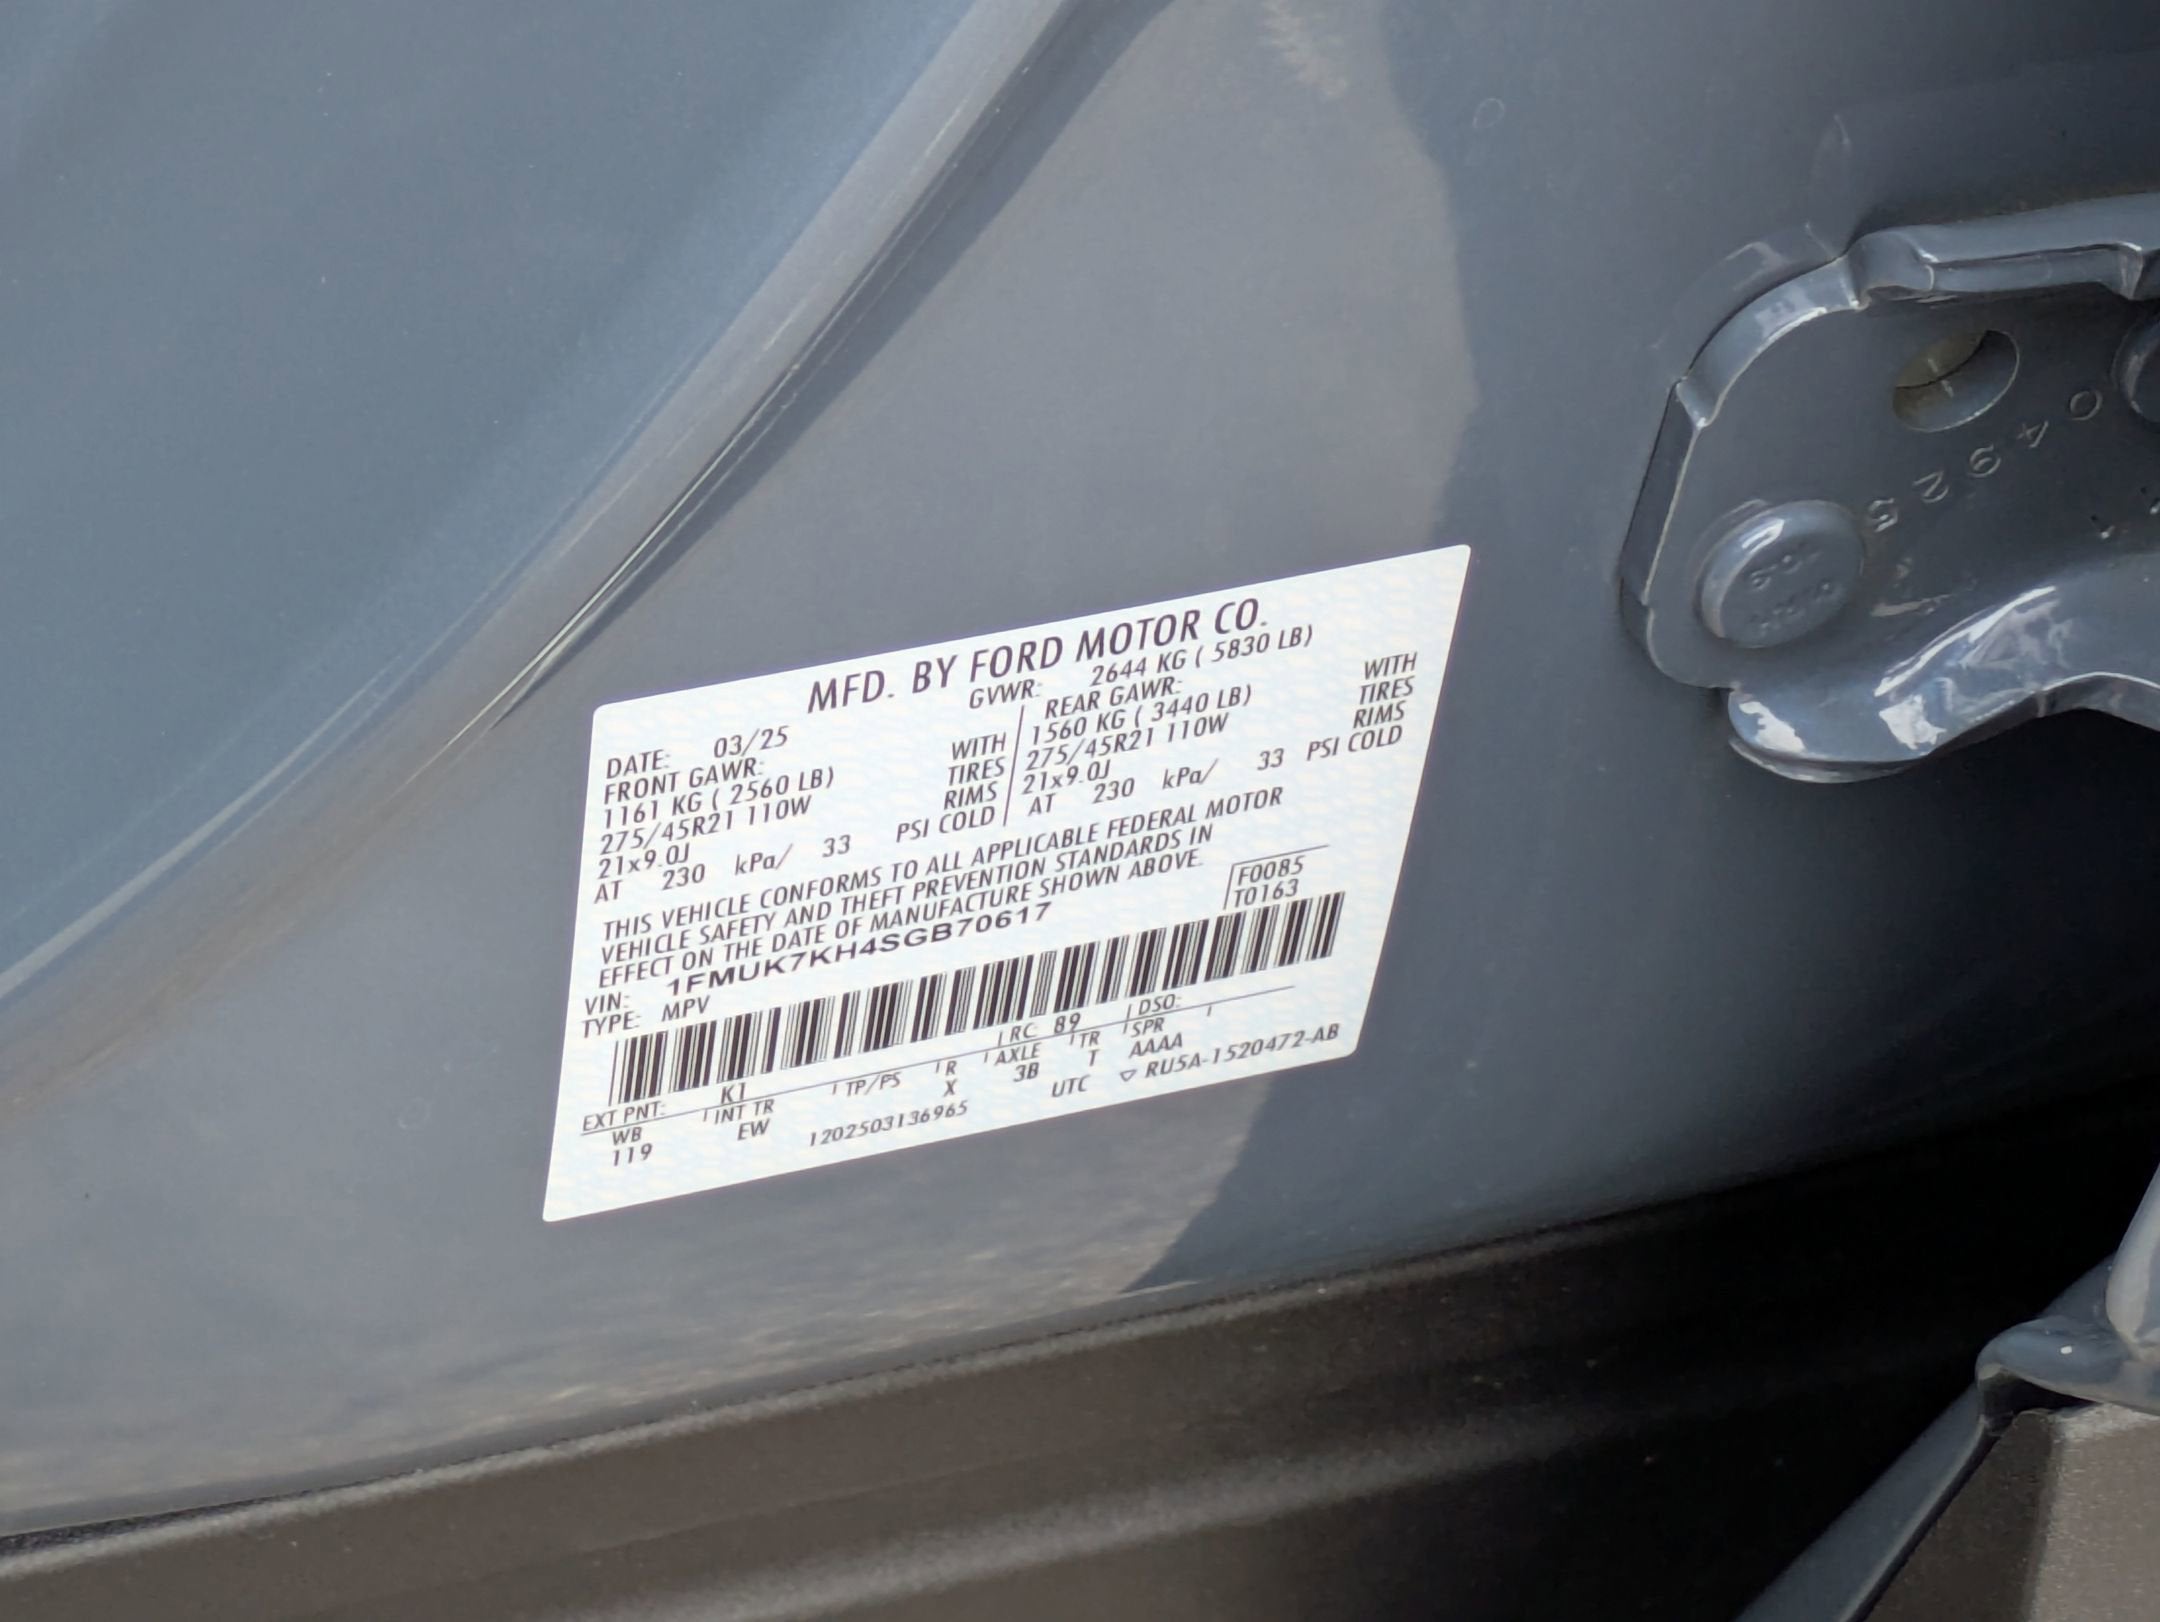 MFD. BY FORD MOTOR CO.
DATE: 03/25 GVWR: 2644 KG ( 5830 LB)
FRONT GAWR: REAR GAWR:
1161 KG ( 2560 LB) WITH 1560 KG ( 3440 LB) WITH
275/45R21 110W TIRES 275/45R21 110W TIRES
21x9.0J RIMS 21x9.0J RIMS
AT 230 kPa/ 33 PSI COLD AT 230 kPa/ 33 PSI COLD
THIS VEHICLE CONFORMS TO ALL APPLICABLE FEDERAL MOTOR
VEHICLE SAFETY AND THEFT PREVENTION STANDARDS IN
EFFECT ON THE DATE OF MANUFACTURE SHOWN ABOVE.
F0085
VIN: 1FMUK7KH4SGB70617 T0163
TYPE: MPV
EXT PNT: K1 RC: 89 DSO:
WB INT TR TP/PS R AXLE TR SPR
119 EW X 3B T AAAA
1202503136965 UTC ▽ RU5A-1520472-AB
04925